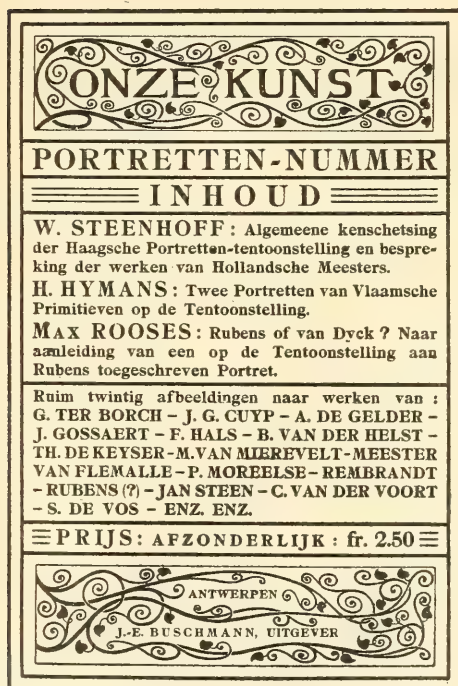 ONZE KUNST
PORTRETTEN-NUMMER
INHOUD
W. STEENHOFF: Algemeene kenschetsing
der Haagsche Portretten-tentoonstelling en bespre-
king der werken van Hollandsche Meesters.
H. HYMANS: Twee Portretten van Vlaamsche
Primitieven op de Tentoonstelling.
MAX ROOSES: Rubens of van Dyck? Naar
aanleiding van een op de Tentoonstelling aan
Rubens toegeschreven Portret.
Ruim twintig afbeeldingen naar werken van :
G. TER BORCH – J. G. CUYP – A. DE GELDER –
J. GOSSAERT – F. HALS – B. VAN DER HELST –
TH. DE KEYSER – M. VAN MIEREVELT – MEESTER
VAN FLEMALLE – P. MOREELSE – REMBRANDT
– RUBENS (?) – JAN STEEN – C. VAN DER VOORT
– S. DE VOS – ENZ. ENZ.
PRIJS: AFZONDERLIJK : fr. 2.50
ANTWERPEN
J.-E. BUSCHMANN, UITGEVER